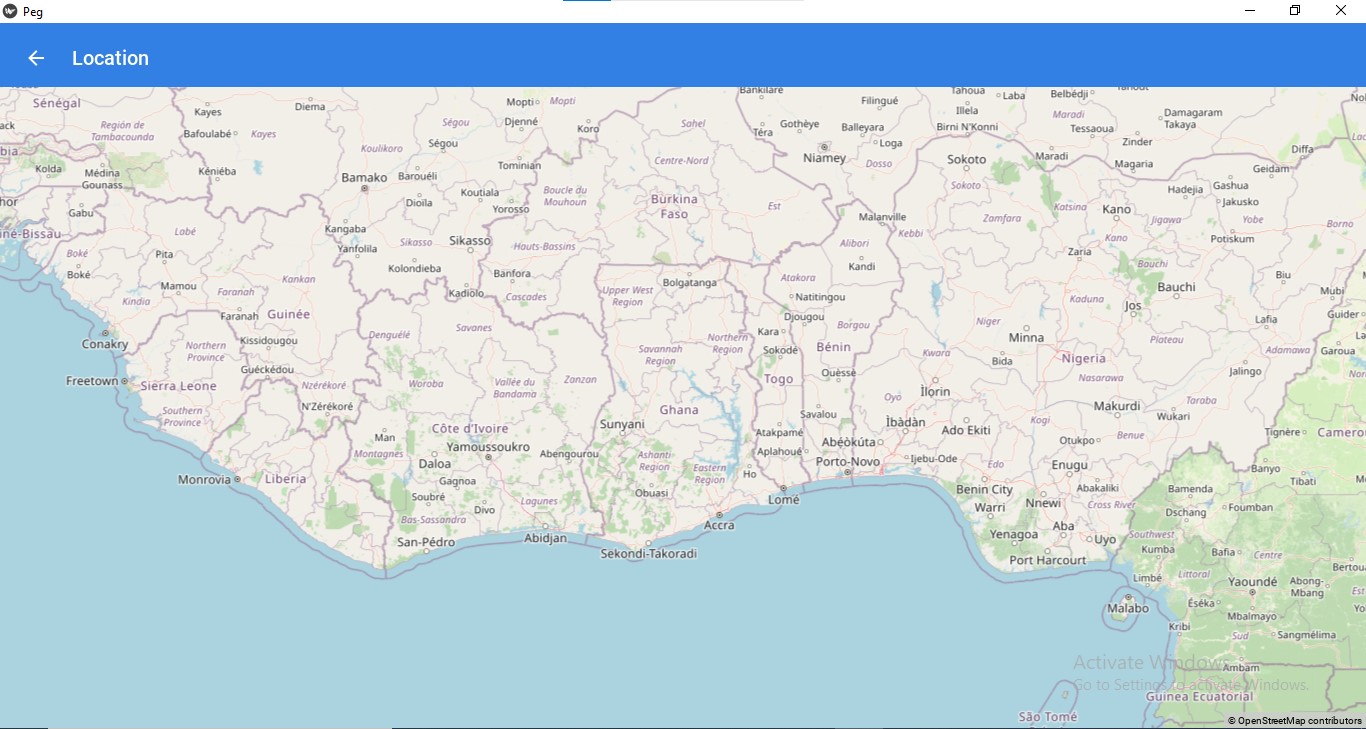 Peg
Location
Sénégal
Kayes
Diema
Mopti
Mopti
Bankilaré
Filingué
Tahoua
Laba
Belbédji
Illela
Damagaram
Takaya
Maradi
Région de
Tambacounda
Bafoulabé
Kayes
Ségou
Djenné
Koro
Sahel
Téra
Gothèye
Balleyara
Birni N'Konni
Tessaoua
Zinder
Diffa
Koulikoro
Ségou
Loga
Niamey
Dosso
Sokoto
Maradi
Magaria
Geidam
Kolda
Médina
Gounass
Kéniéba
Bamako
Barouéli
Tominian
Centre-Nord
Koutiala
Boucle du
Mouhoun
Sokoto
Hadejia
Gashua
Jakusko
Gabu
Dioïla
Yorosso
Burkina
Faso
Est
Malanville
Zamfara
Katsina
Kano
Jigawa
Yobe
Borno
Labé
Kangaba
Yanfolila
Sikasso
Sikasso
Hauts-Bassins
Alibori
Kebbi
Kano
Zaria
Potiskum
Boké
Boké
Pita
Kolondieba
Banfora
Kandi
Bauchi
Biu
Mamou
Kankan
Faranah
Kadiolo
Cascades
Upper West
Region
Bolgatanga
Atakora
Natitingou
Kaduna
Bauchi
Jos
Mubi
Kindia
Faranah
Guinée
Djougou
Borgou
Niger
Lafia
Guider
Conakry
Northern
Province
Kissidougou
Denguélé
Savanes
Savannah
Region
Northern
Region
Kara
Sokodé
Bénin
Kwara
Minna
Bida
Nigeria
Plateau
Adamawa
Garoua
Guéckédou
Freetown
Sierra Leone
Nzérékoré
Woroba
Vallée du
Bandama
Zanzan
Togo
Ouèssè
Ìlọrin
Nasarawa
Jalingo
Southern
Province
N'Zérékoré
Côte d'Ivoire
Ghana
Sunyani
Savalou
Oyo
Ìbàdàn
Ado Ekiti
Kogi
Makurdi
Wukari
Taraba
Man
Montagnes
Yamoussoukro
Abengourou
Atakpamé
Aplahoué
Abéòkúta
Otukpo
Benue
Tignère
Monrovia
Liberia
Daloa
Gagnoa
Ashanti
Region
Eastern
Region
Ho
Porto-Novo
Ijebu-Ode
Edo
Enugu
Banyo
Tibati
Soubré
Divo
Lagunes
Obuasi
Lomé
Benin City
Warri
Nnewi
Abakaliki
Cross River
Bamenda
Dschang
Foumban
Bas-Sassandra
San-Pédro
Abidjan
Accra
Sekondi-Takoradi
Yenagoa
Aba
Uyo
Southwest
Kumba
Bafia
Centre
Port Harcourt
Limbé
Littoral
Yaoundé
Abong-
Mbang
Malabo
Éséka
Mbalmayo
Kribi
Sud
Sangmélima
Activate Windows
Ambam
Go to Settings to activate Windows.
Guinea Ecuatorial
São Tomé
© OpenStreetMap contributors